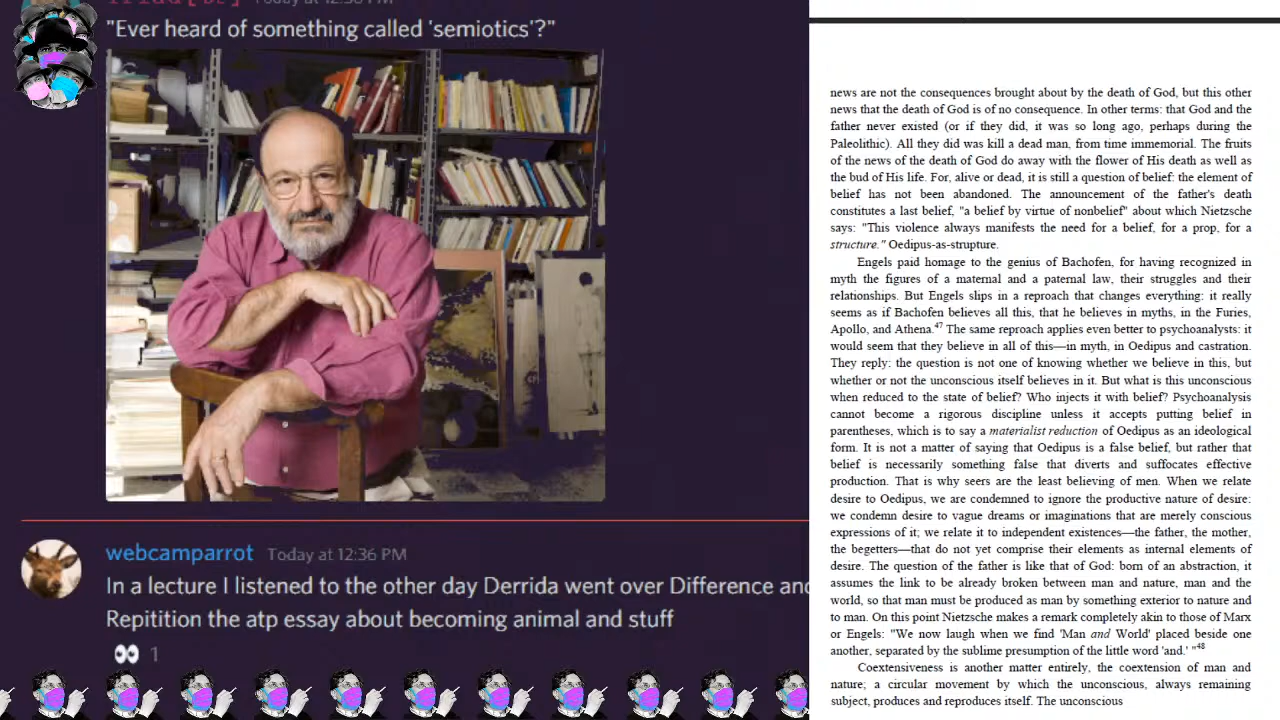 Today at 12:36 PM
"Ever heard of something called 'semiotics'?"
webcamparrot Today at 12:36 PM
In a lecture I listened to the other day Derrida went over Difference and
Repitition the atp essay about becoming animal and stuff
1
news are not the consequences brought about by the death of God, but this other
news that the death of God is of no consequence. In other terms: that God and the
father never existed (or if they did, it was so long ago, perhaps during the
Paleolithic). All they did was kill a dead man, from time immemorial. The fruits
of the news of the death of God do away with the flower of His death as well as
the bud of His life. For, alive or dead, it is still a question of belief: the element of
belief has not been abandoned. The announcement of the father's death
constitutes a last belief, "a belief by virtue of nonbelief" about which Nietzsche
says: "This violence always manifests the need for a belief, for a prop, for a
structure." Oedipus-as-strupture.
Engels paid homage to the genius of Bachofen, for having recognized in
myth the figures of a maternal and a paternal law, their struggles and their
relationships. But Engels slips in a reproach that changes everything: it really
seems as if Bachofen believes all this, that he believes in myths, in the Furies,
Apollo, and Athena.47 The same reproach applies even better to psychoanalysts: it
would seem that they believe in all of this—in myth, in Oedipus and castration.
They reply: the question is not one of knowing whether we believe in this, but
whether or not the unconscious itself believes in it. But what is this unconscious
when reduced to the state of belief? Who injects it with belief? Psychoanalysis
cannot become a rigorous discipline unless it accepts putting belief in
parentheses, which is to say a materialist reduction of Oedipus as an ideological
form. It is not a matter of saying that Oedipus is a false belief, but rather that
belief is necessarily something false that diverts and suffocates effective
production. That is why seers are the least believing of men. When we relate
desire to Oedipus, we are condemned to ignore the productive nature of desire:
we condemn desire to vague dreams or imaginations that are merely conscious
expressions of it; we relate it to independent existences—the father, the mother,
the begetters—that do not yet comprise their elements as internal elements of
desire. The question of the father is like that of God: born of an abstraction, it
assumes the link to be already broken between man and nature, man and the
world, so that man must be produced as man by something exterior to nature and
to man. On this point Nietzsche makes a remark completely akin to those of Marx
or Engels: "We now laugh when we find 'Man and World' placed beside one
another, separated by the sublime presumption of the little word 'and.' "48
Coextensiveness is another matter entirely, the coextension of man and
nature; a circular movement by which the unconscious, always remaining
subject, produces and reproduces itself. The unconscious